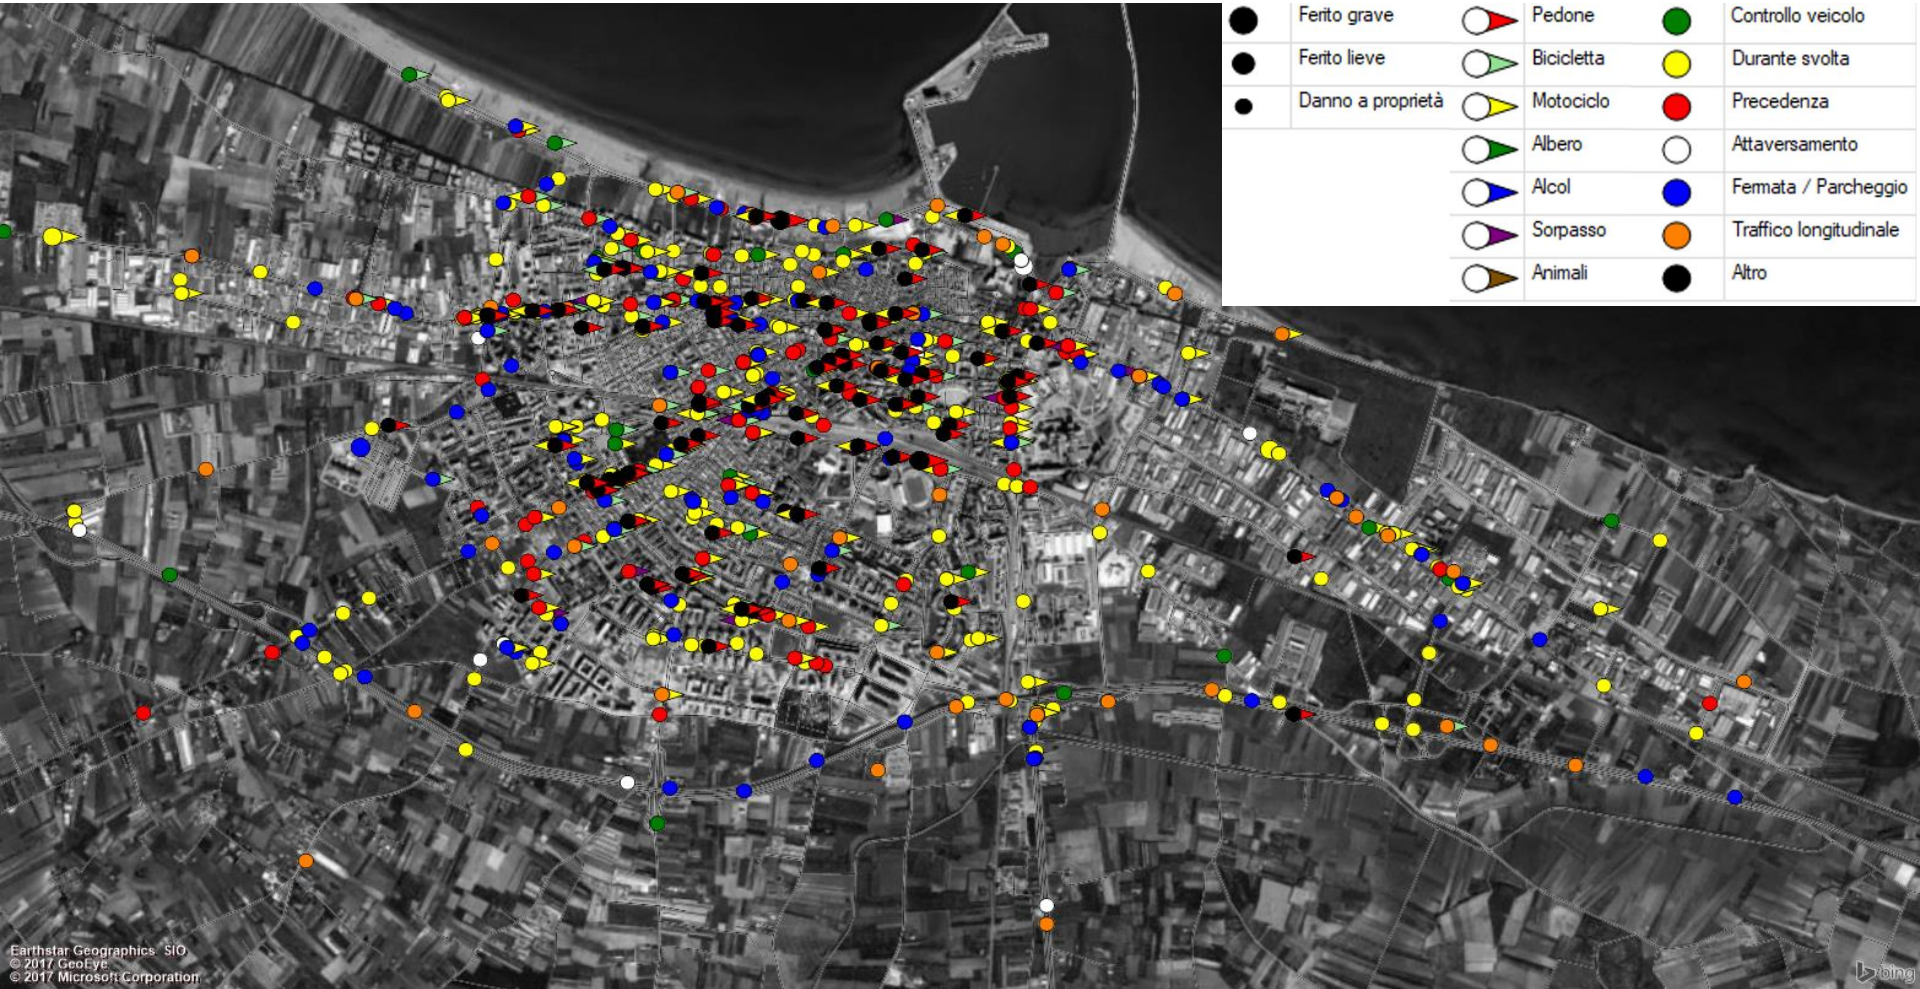 Ferito grave
Pedone
Controllo veicolo
Ferito lieve
Bicicletta
Durante svolta
Danno a proprietà
Motociclo
Precedenza
Albero
Attaversamento
Alcol
Fermata / Parcheggio
Sorpasso
Traffico longitudinale
Animali
Altro
Earthstar Geographics SIO
© 2017 GeoEye
© 2017 Microsoft Corporation
bing